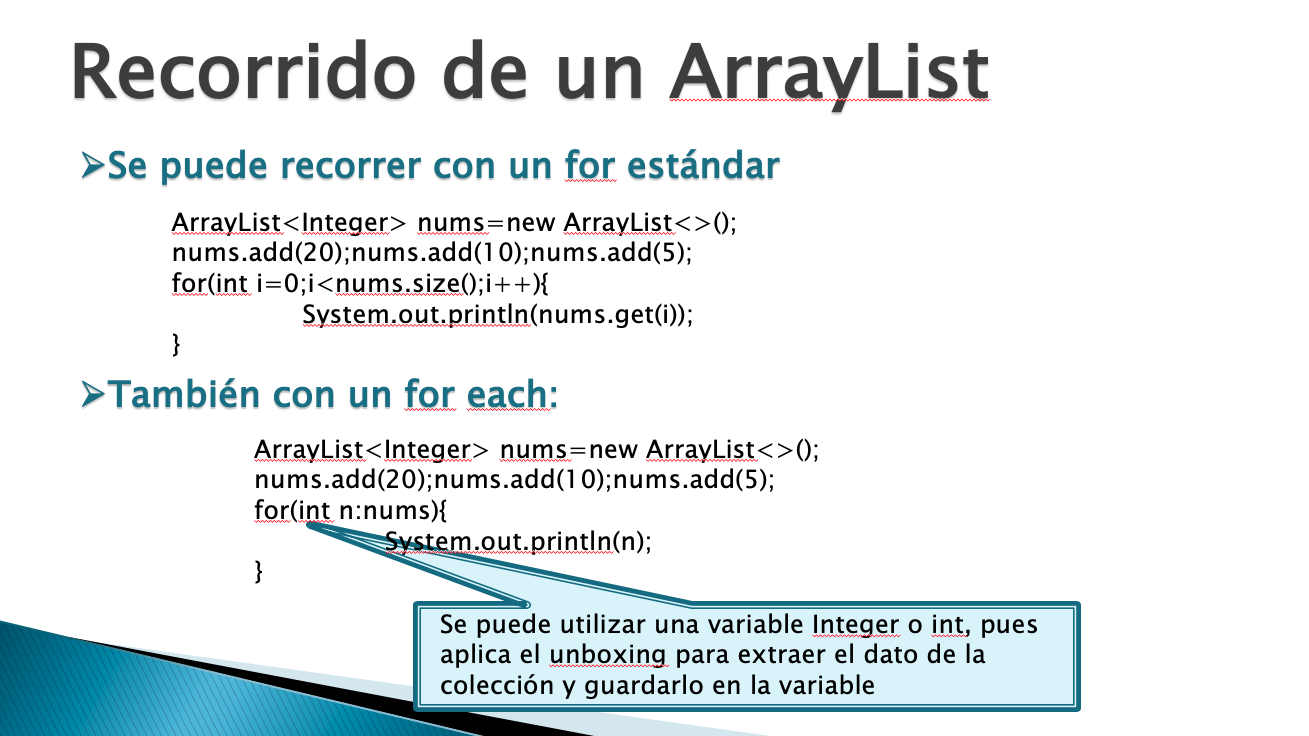 Recorrido de un ArrayList
➢Se puede recorrer con un for estándar
ArrayList<Integer> nums=new ArrayList<>();
nums.add(20);nums.add(10);nums.add(5);
for(int i=0;i<nums.size();i++){
System.out.println(nums.get(i));
}
➢También con un for each:
ArrayList<Integer> nums=new ArrayList<>();
nums.add(20);nums.add(10);nums.add(5);
for(int n:nums){
System.out.println(n);
}
Se puede utilizar una variable Integer o int, pues
aplica el unboxing para extraer el dato de la
colección y guardarlo en la variable